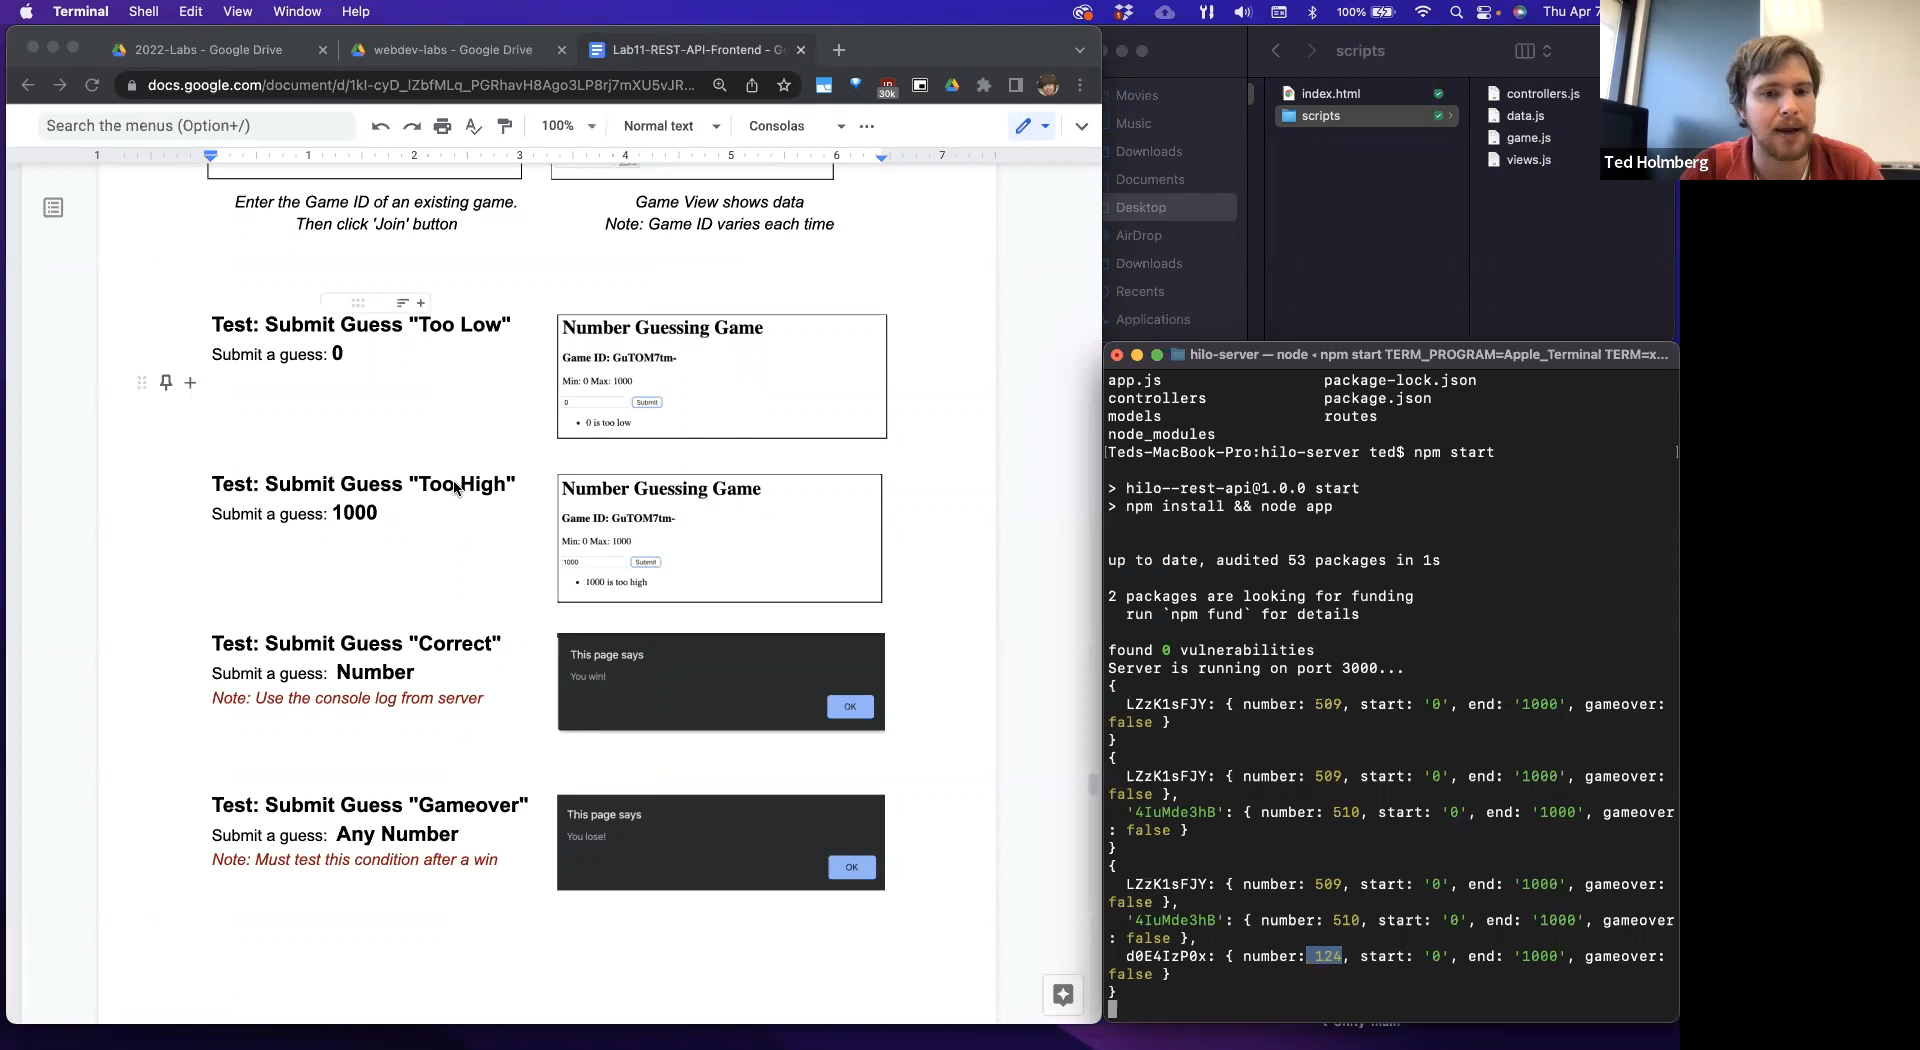 Terminal Shell Edit View Window Help
100% Thu Apr 7
2022-Labs - Google Drive
webdev-labs - Google Drive
Lab11-REST-API-Frontend - G
docs.google.com/document/d/1kI-cyD_lZbfMLq_PGRhavH8Ago3LP8rj7mXU5vJR...
30k
Search the menus (Option+/)
100% Normal text Consolas
1 1 2 3 4 5 6 7
Enter the Game ID of an existing game.
Then click 'Join' button
Game View shows data
Note: Game ID varies each time
Test: Submit Guess "Too Low"
Submit a guess: 0
Number Guessing Game
Game ID: GuTOM7tm-
Min: 0 Max: 1000
0 Submit
• 0 is too low
Test: Submit Guess "Too High"
Submit a guess: 1000
Number Guessing Game
Game ID: GuTOM7tm-
Min: 0 Max: 1000
1000 Submit
• 1000 is too high
Test: Submit Guess "Correct"
Submit a guess: Number
Note: Use the console log from server
This page says
You win!
OK
Test: Submit Guess "Gameover"
Submit a guess: Any Number
Note: Must test this condition after a win
This page says
You lose!
OK
scripts
Movies
Music
Downloads
Documents
Desktop
AirDrop
Downloads
Recents
Applications
index.html
scripts
controllers.js
data.js
game.js
views.js
Ted Holmberg
hilo-server — node ◂ npm start TERM_PROGRAM=Apple_Terminal TERM=x...
app.js package-lock.json
controllers package.json
models routes
node_modules
[Teds-MacBook-Pro:hilo-server ted$ npm start ]
> hilo--rest-api@1.0.0 start
> npm install && node app
up to date, audited 53 packages in 1s
2 packages are looking for funding
run `npm fund` for details
found 0 vulnerabilities
Server is running on port 3000...
{
LZzK1sFJY: { number: 509, start: '0', end: '1000', gameover:
false }
}
{
LZzK1sFJY: { number: 509, start: '0', end: '1000', gameover:
false },
'4IuMde3hB': { number: 510, start: '0', end: '1000', gameover
: false }
}
{
LZzK1sFJY: { number: 509, start: '0', end: '1000', gameover:
false },
'4IuMde3hB': { number: 510, start: '0', end: '1000', gameover
: false },
d0E4IzP0x: { number: 124, start: '0', end: '1000', gameover:
false }
}